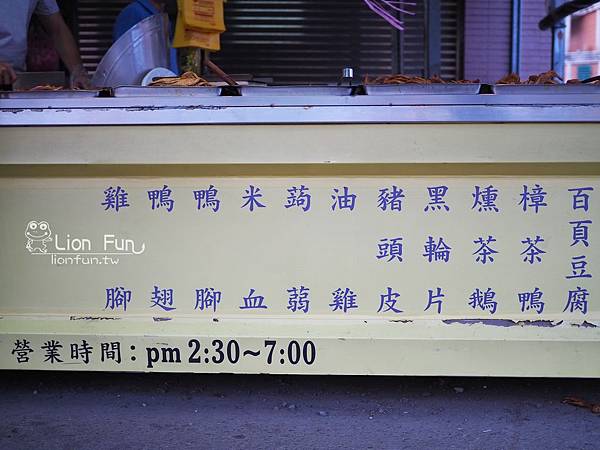 百頁豆腐
樟茶鴨
燻茶鵝
黑輪片
豬頭皮
油雞
蒟蒻
米血
鴨腳
鴨翅
雞腳
營業時間：pm 2:30~7:00
Lion Fun
lionfun.tw